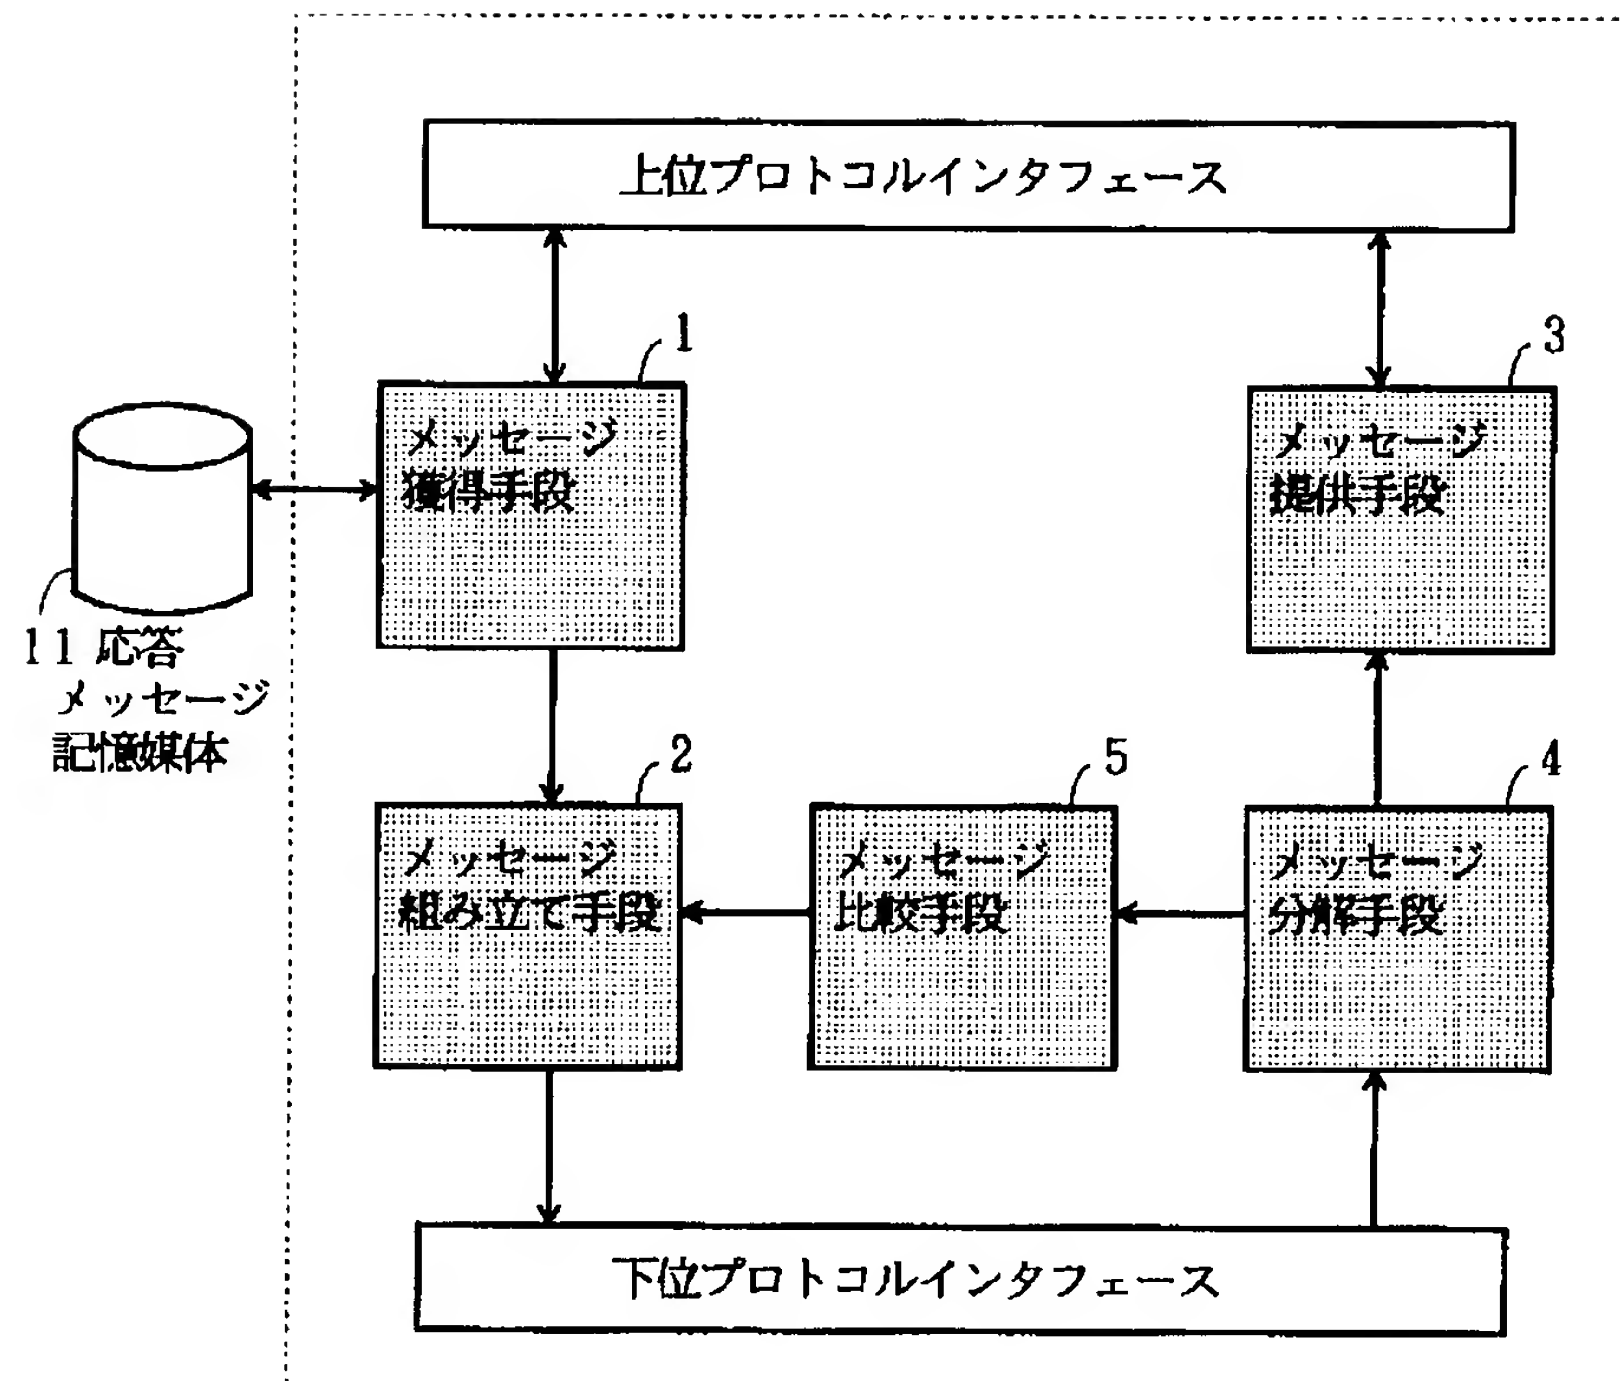 上位プロトコルインタフェース
1
メッセージ
獲得手段
3
メッセージ
提供手段
11 応答
メッセージ
記憶媒体
2
メッセージ
組み立て手段
5
メッセージ
比較手段
4
メッセージ
分解手段
下位プロトコルインタフェース